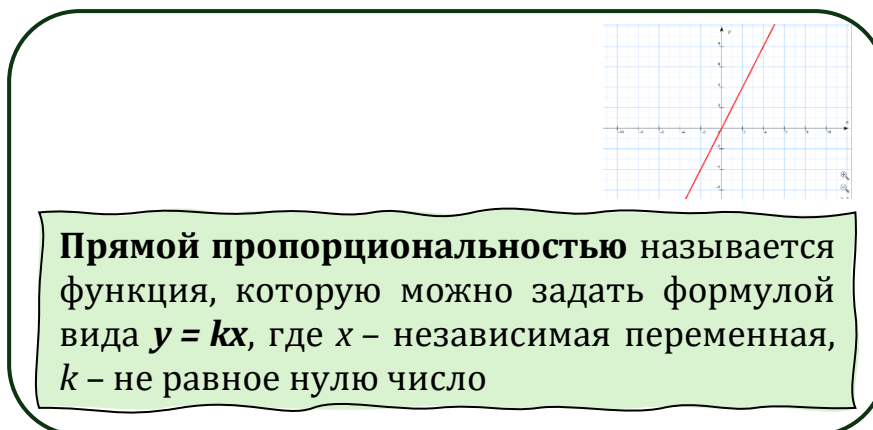 Прямой пропорциональностью называется
функция, которую можно задать формулой
вида y = kx, где x – независимая переменная,
k – не равное нулю число